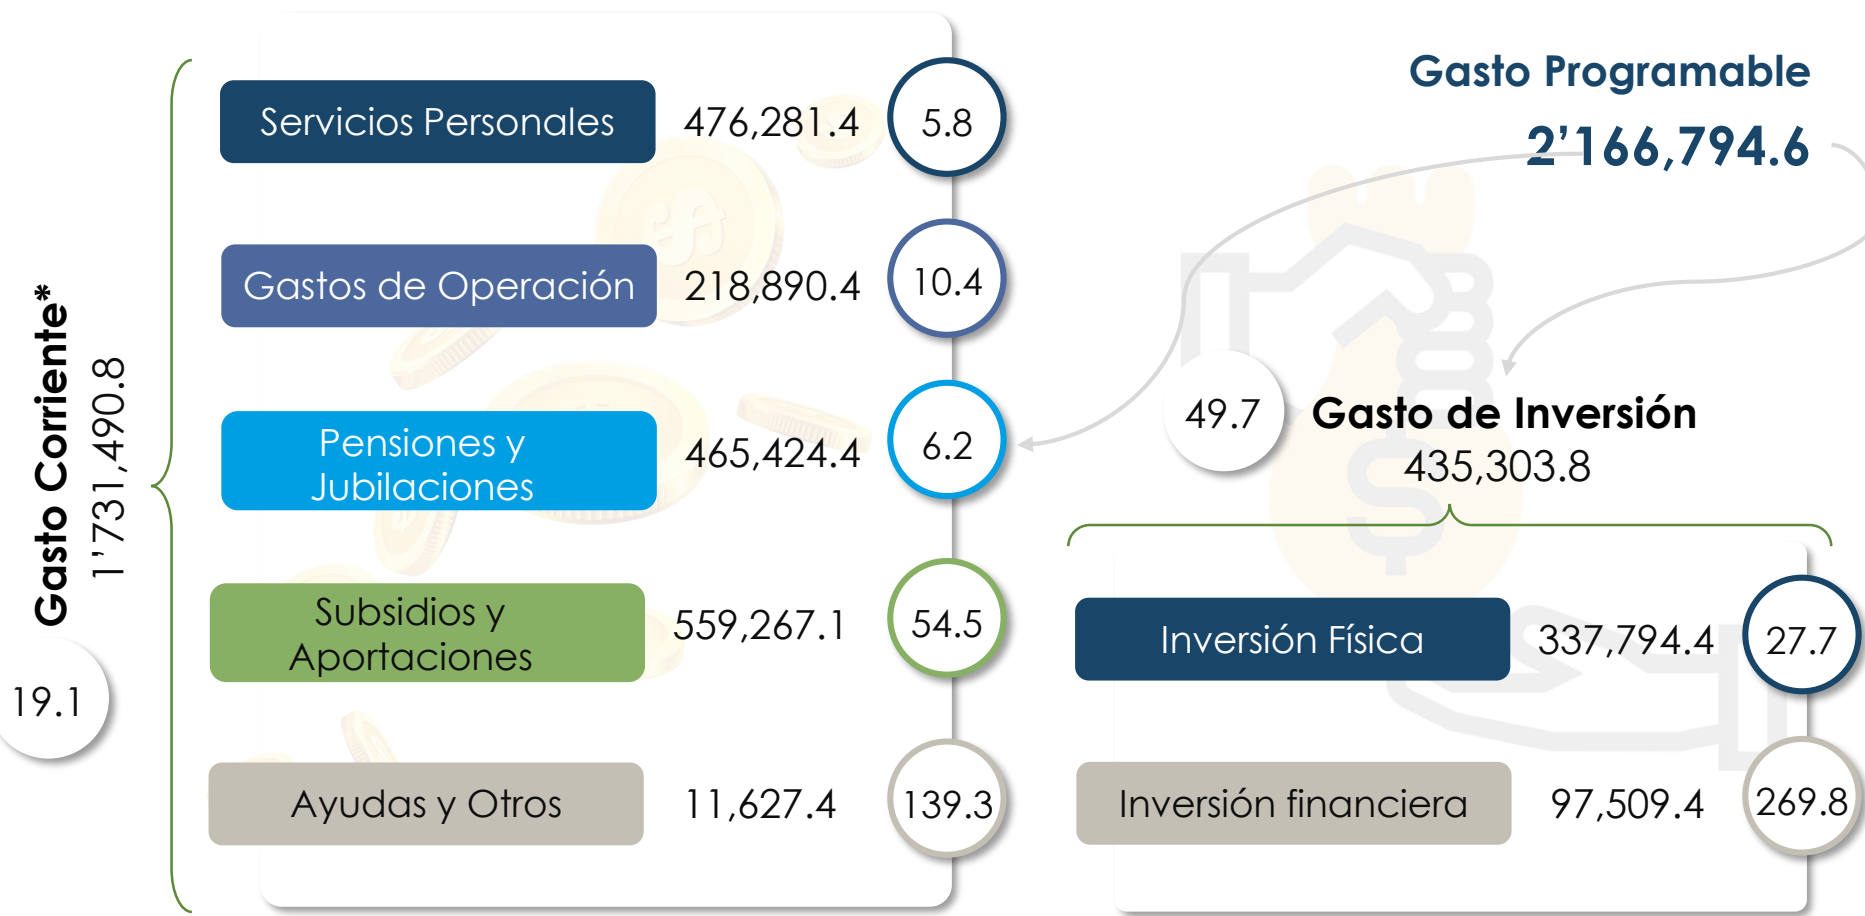 Gasto Programable
2’166,794.6
Gasto Corriente*
1’731,490.8
19.1
Servicios Personales
476,281.4
5.8
Gastos de Operación
218,890.4
10.4
Pensiones y
Jubilaciones
465,424.4
6.2
Subsidios y
Aportaciones
559,267.1
54.5
Ayudas y Otros
11,627.4
139.3
49.7
Gasto de Inversión
435,303.8
Inversión Física
337,794.4
27.7
Inversión financiera
97,509.4
269.8
$